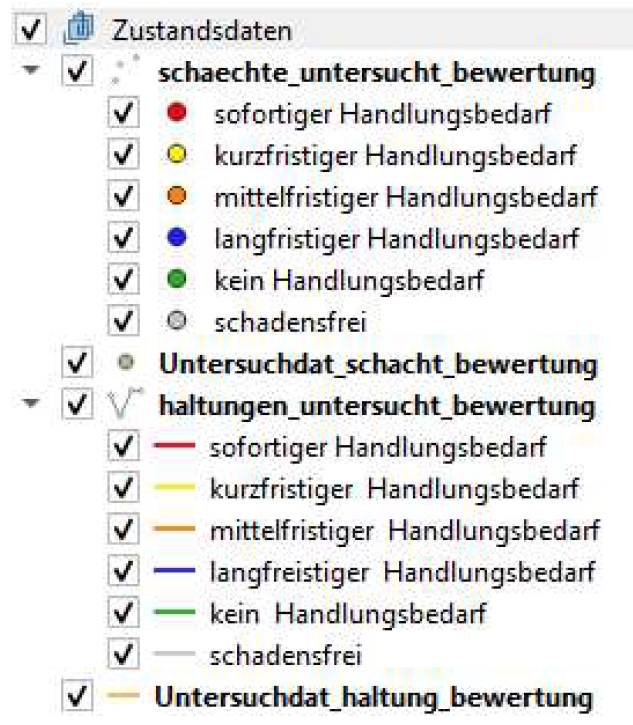 Zustandsdaten
schaechte_untersucht_bewertung
sofortiger Handlungsbedarf
kurzfristiger Handlungsbedarf
mittelfristiger Handlungsbedarf
langfristiger Handlungsbedarf
kein Handlungsbedarf
schadensfrei
Untersuchdat_schacht_bewertung
haltungen_untersucht_bewertung
sofortiger Handlungsbedarf
kurzfristiger Handlungsbedarf
mittelfristiger Handlungsbedarf
langfreistiger Handlungsbedarf
kein Handlungsbedarf
schadensfrei
Untersuchdat_haltung_bewertung